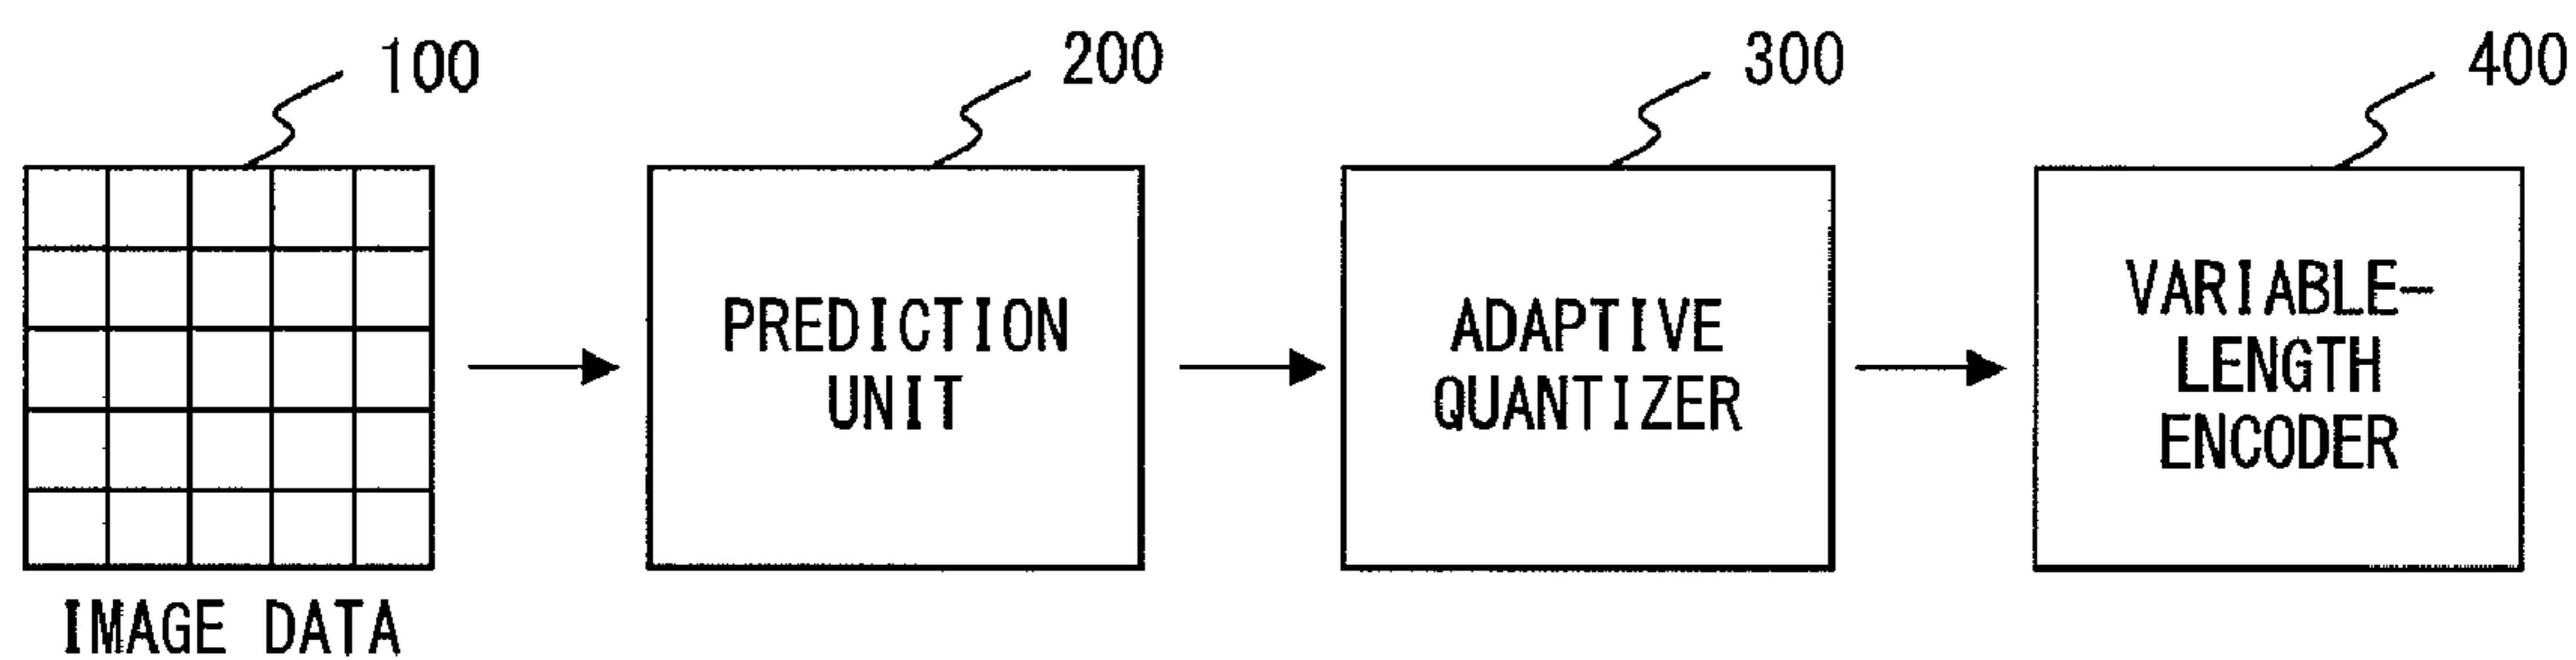 100
200
300
400
PREDICTION
UNIT
ADAPTIVE
QUANTIZER
VARIABLE-
LENGTH
ENCODER
IMAGE DATA